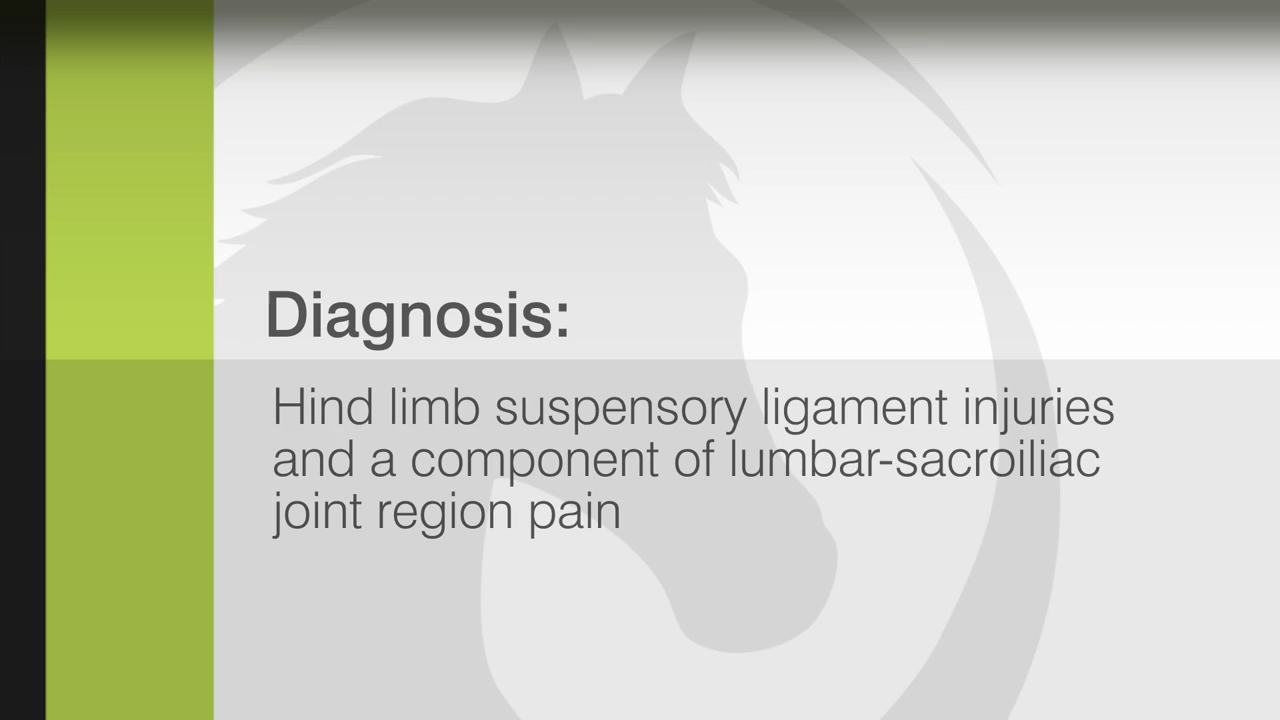 Diagnosis:
Hind limb suspensory ligament injuries
and a component of lumbar-sacroiliac
joint region pain